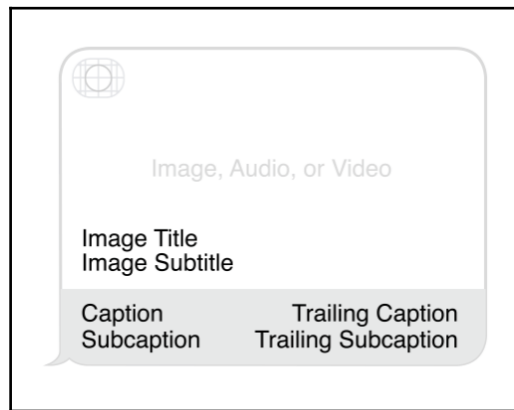 Image, Audio, or Video
Image Title
Image Subtitle
Caption Trailing Caption
Subcaption Trailing Subcaption